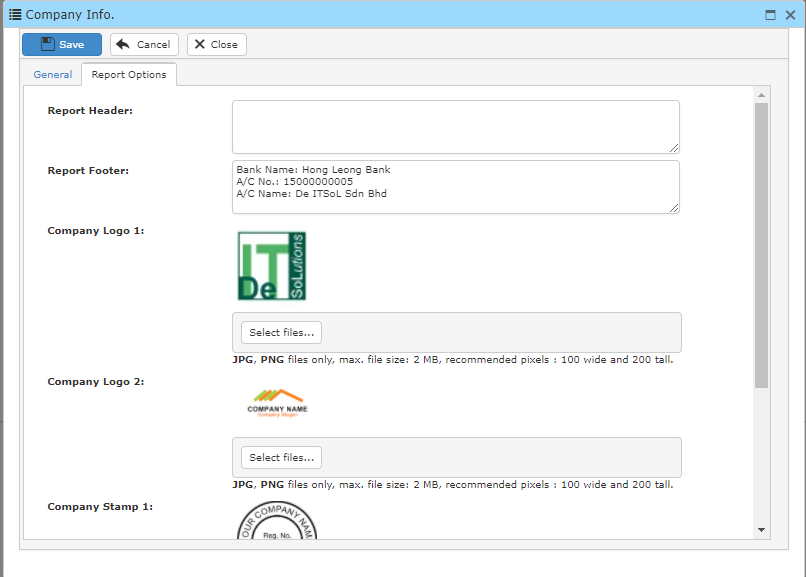 Company Info.
Save Cancel Close
General Report Options
Report Header:
Report Footer:
Bank Name: Hong Leong Bank
A/C No.: 15000000005
A/C Name: De ITSoL Sdn Bhd
Company Logo 1:
IT
De
SoLutions
Select files...
JPG, PNG files only, max. file size: 2 MB, recommended pixels : 100 wide and 200 tall.
Company Logo 2:
COMPANY NAME
Company Slogan
Select files...
JPG, PNG files only, max. file size: 2 MB, recommended pixels : 100 wide and 200 tall.
Company Stamp 1:
OUR COMPANY NAM
Reg. No.